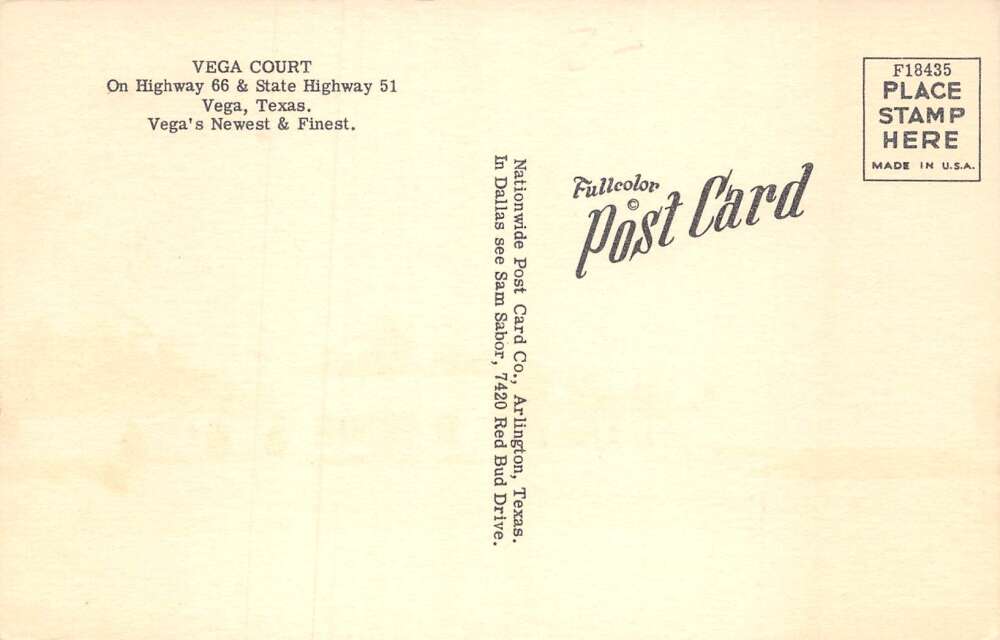 VEGA COURT
On Highway 66 & State Highway 51
Vega, Texas.
Vega's Newest & Finest.
Nationwide Post Card Co., Arlington, Texas.
In Dallas see Sam Sabor, 7420 Red Bud Drive.
Fullcolor
©
Post Card
F18435
PLACE
STAMP
HERE
MADE IN U.S.A.